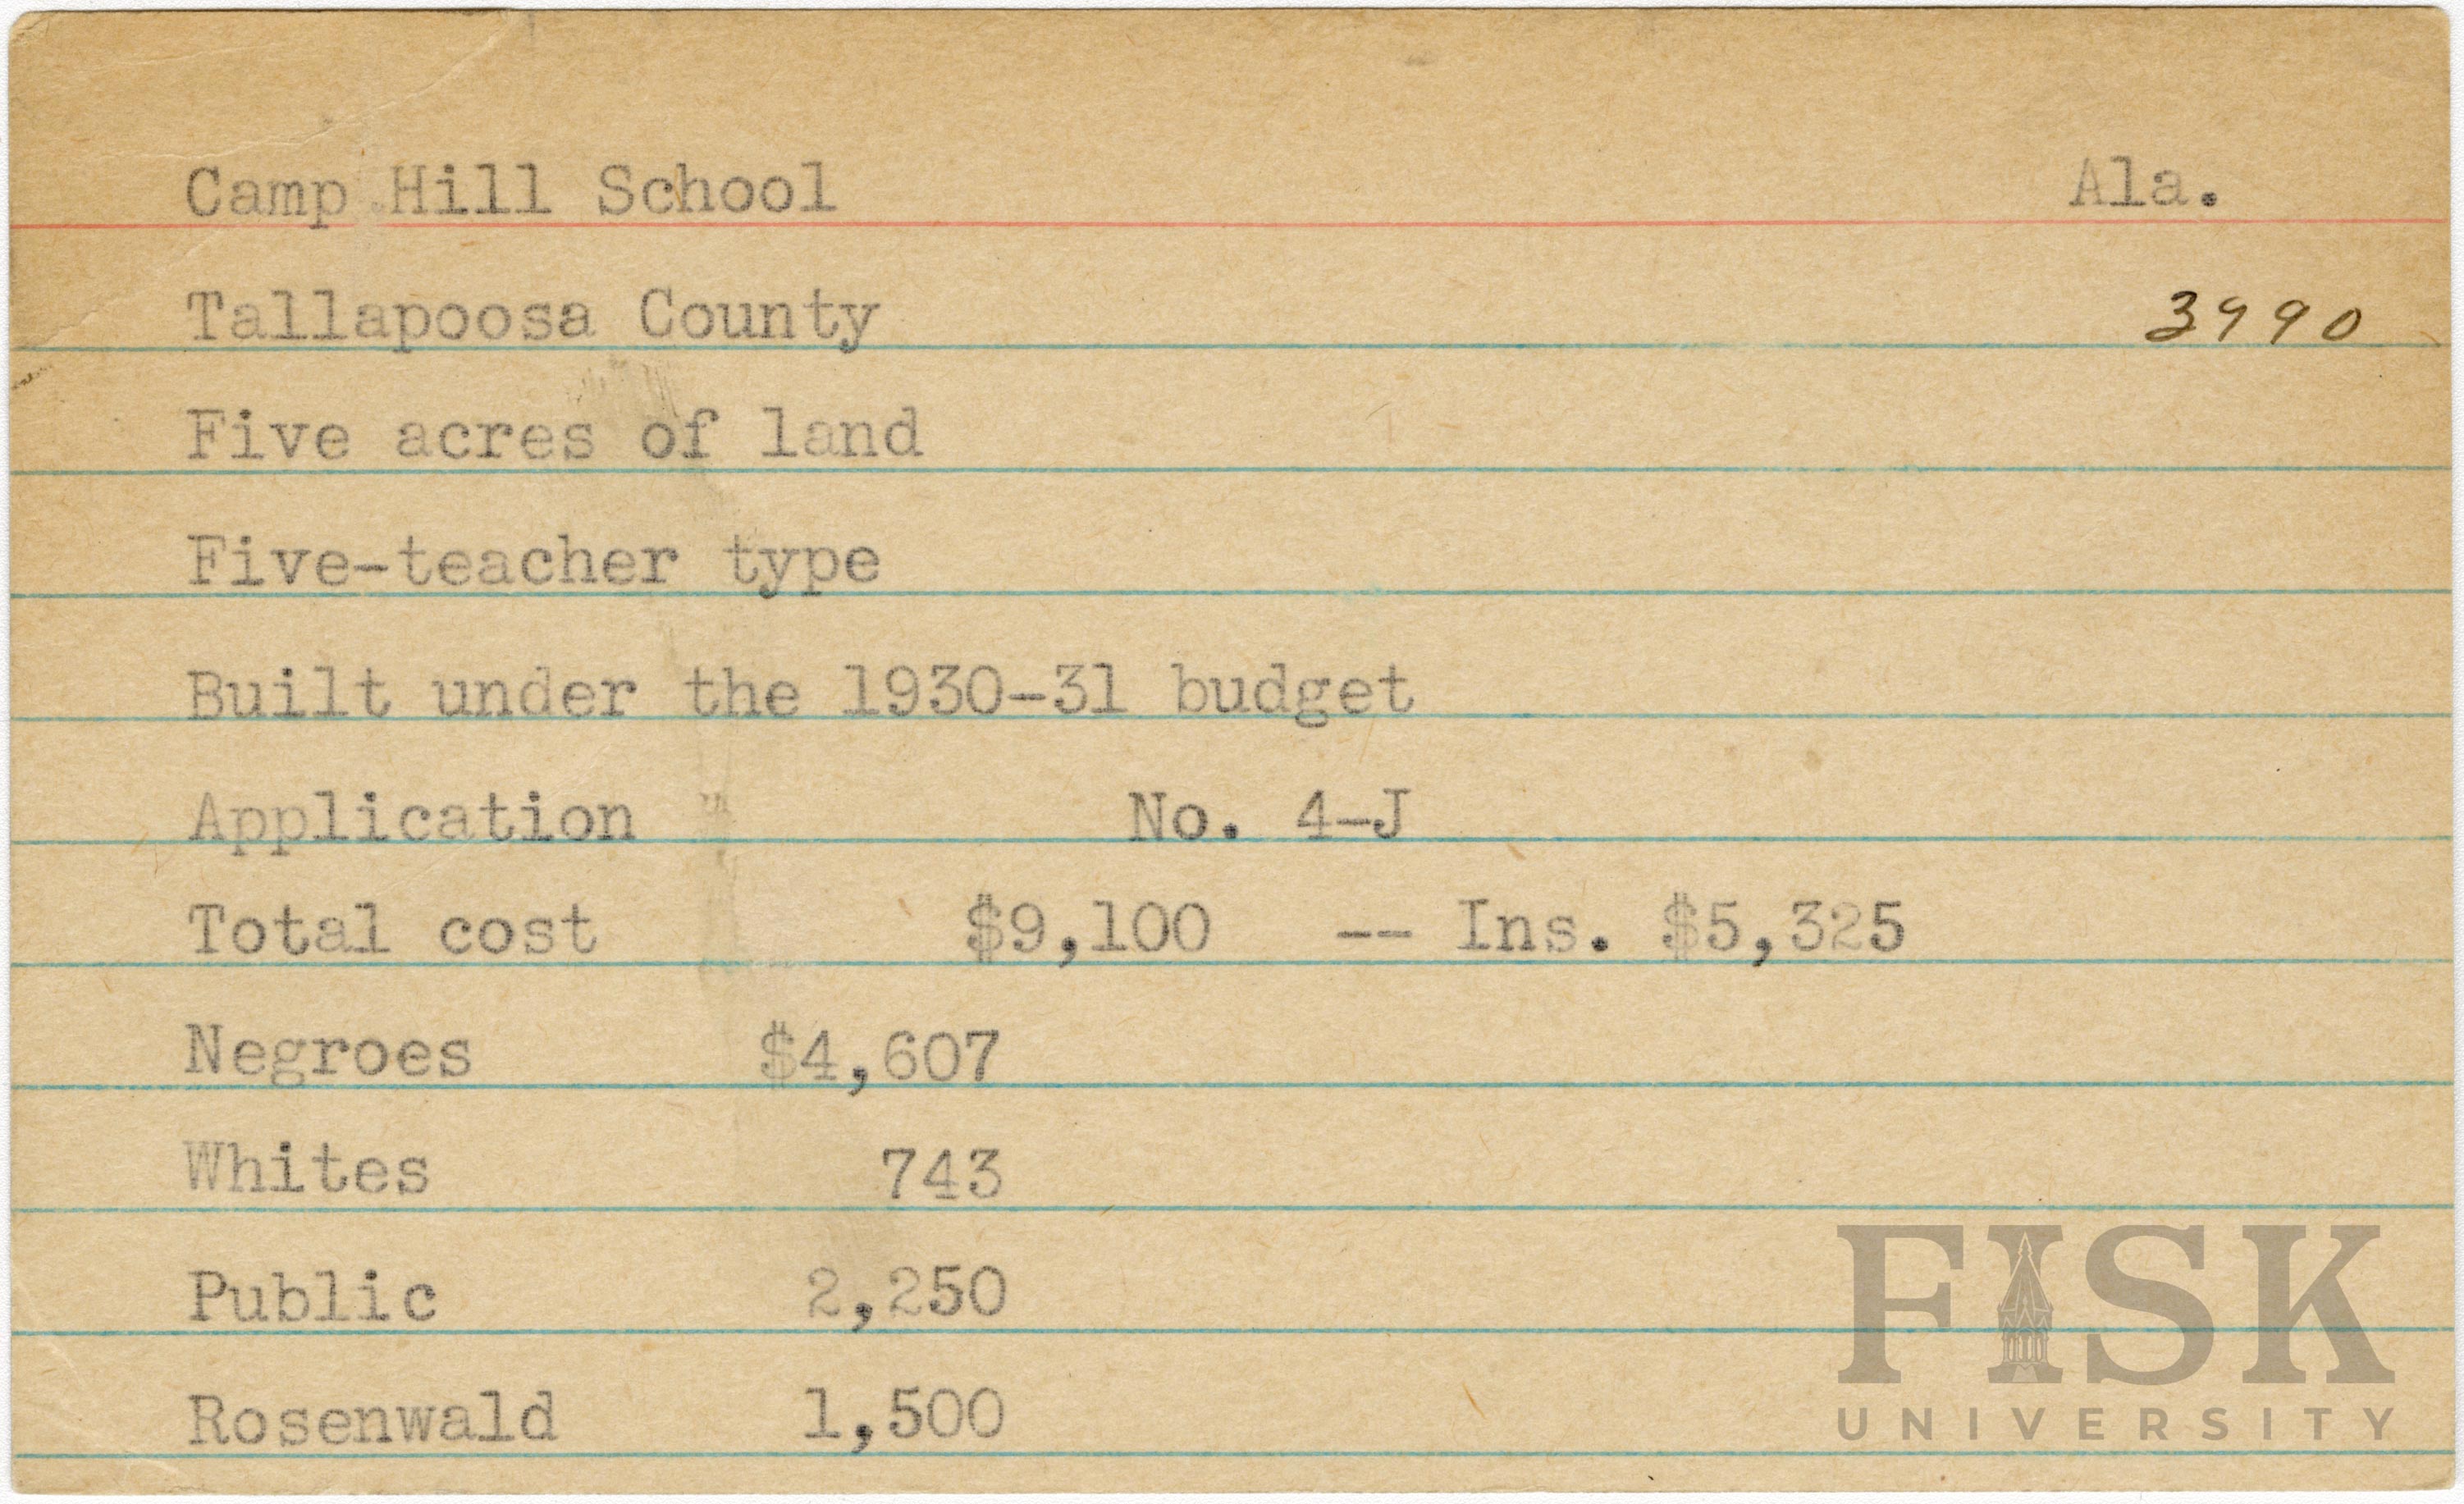 Camp Hill School Ala.
Tallapoosa County 3990
Five acres of land
Five-teacher type
Built under the 1930-31 budget
Application No. 4-J
Total cost $9,100 -- Ins. $5,325
Negroes $4,607
Whites 743
Public 2,250
Rosenwald 1,500
FISK
UNIVERSITY